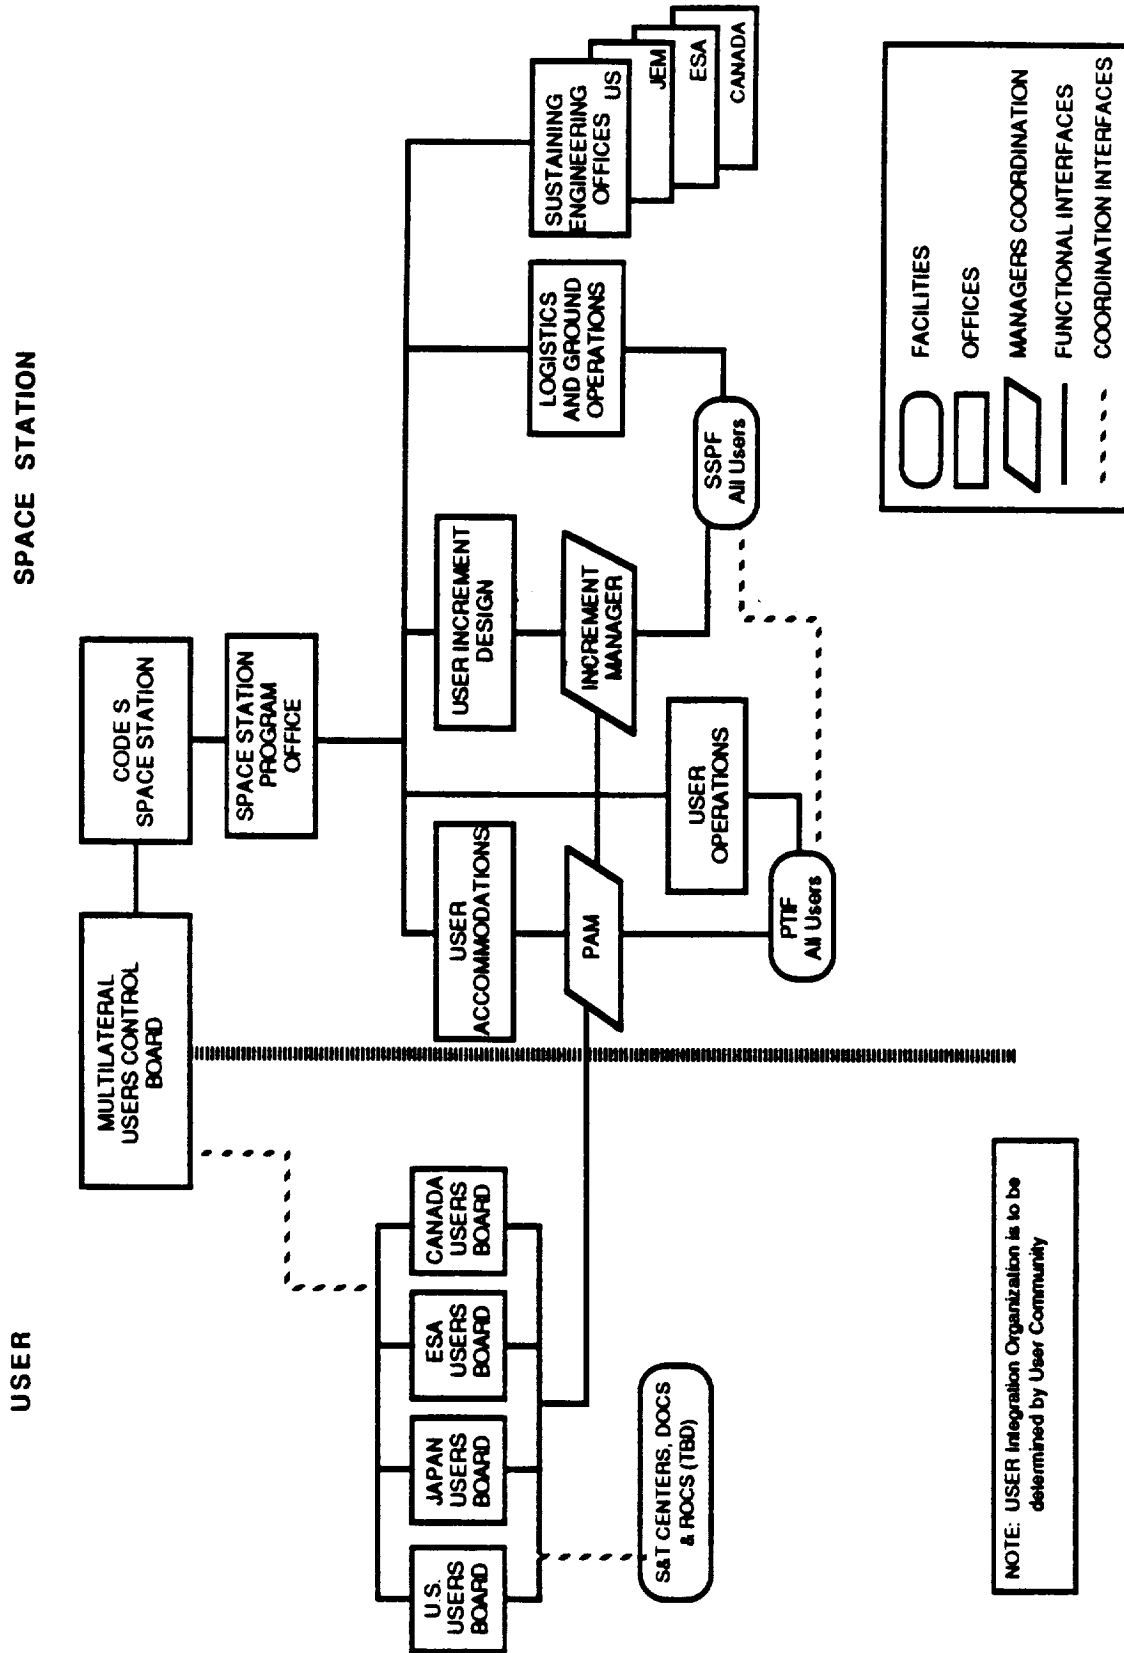 USER
SPACE STATION
MULTILATERAL
USERS CONTROL
BOARD
CODE S
SPACE STATION
SPACE STATION
PROGRAM
OFFICE
U.S.
USERS
BOARD
JAPAN
USERS
BOARD
ESA
USERS
BOARD
CANADA
USERS
BOARD
S&T CENTERS, DOCS
& ROCS (TBD)
USER
ACCOMMODATIONS
PAM
USER INCREMENT
DESIGN
INCREMENT
MANAGER
USER
OPERATIONS
PTIF
All Users
LOGISTICS
AND GROUND
OPERATIONS
SSPF
All Users
SUSTAINING
ENGINEERING
OFFICES US
JEM
ESA
CANADA
NOTE: USER Integration Organization is to be
determined by User Community
FACILITIES
OFFICES
MANAGERS COORDINATION
FUNCTIONAL INTERFACES
COORDINATION INTERFACES